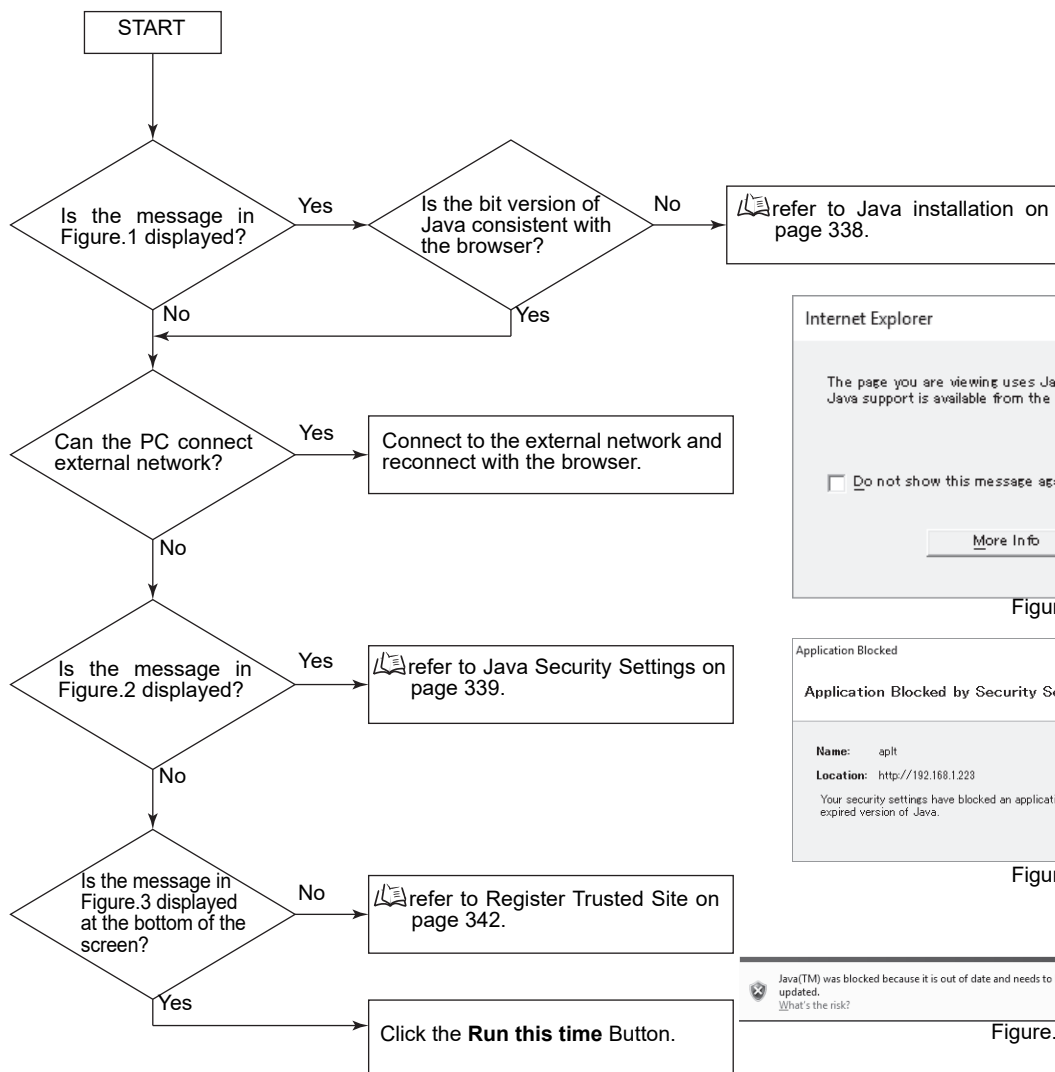 START
Is the message in
Figure.1 displayed?
Yes
Is the bit version of
Java consistent with
the browser?
No
refer to Java installation on
page 338.
No
Yes
Can the PC connect
external network?
Yes
Connect to the external network and
reconnect with the browser.
No
Is the message in
Figure.2 displayed?
Yes
refer to Java Security Settings on
page 339.
No
Is the message in
Figure.3 displayed
at the bottom of the
screen?
No
refer to Register Trusted Site on
page 342.
Yes
Click the Run this time Button.
Internet Explorer
The page you are viewing uses Ja
Java support is available from the
Do not show this message ag
More Info
Figu
Application Blocked
Application Blocked by Security Se
Name: aplt
Location: http://192.168.1.223
Your security settings have blocked an applicati
expired version of Java.
Figu
Java(TM) was blocked because it is out of date and needs to
updated.
What's the risk?
Figure.